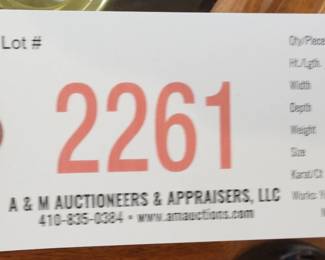 Lot #
2261
A & M AUCTIONEERS & APPRAISERS, LLC
410-835-0384 • www.amauctions.com
Qty/Piece
Ht./Lgth.
Width
Depth
Weight
Size
Karat/Ct
Works: Y